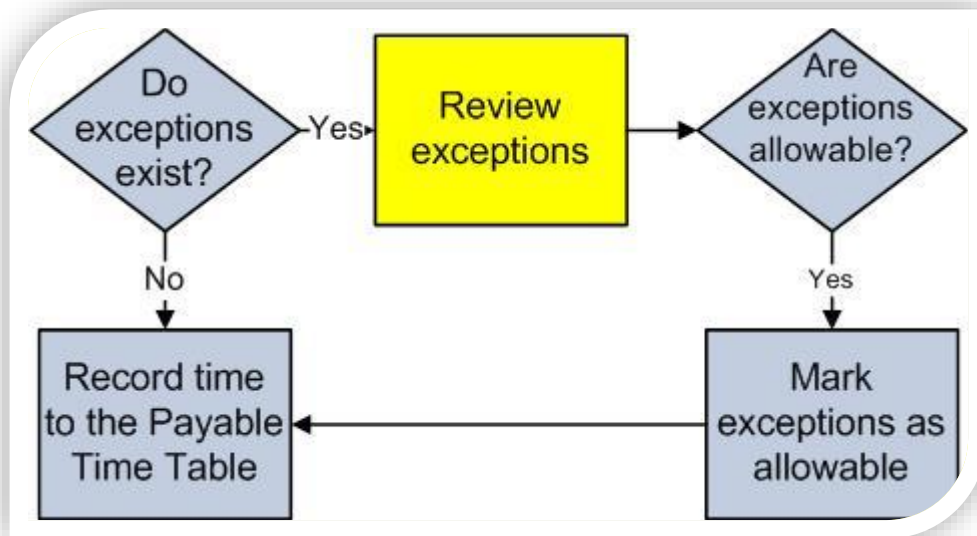 Do
exceptions
exist?
Yes
Review
exceptions
Are
exceptions
allowable?
No
Yes
Record time
to the Payable
Time Table
Mark
exceptions as
allowable